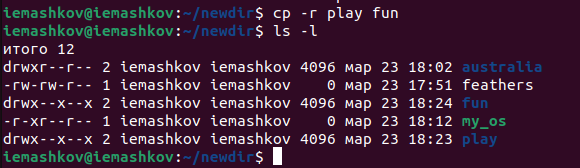 iemashkov@iemashkov:~/newdir$ cp -r play fun
iemashkov@iemashkov:~/newdir$ ls -l
итого 12
drwxr--r-- 2 iemashkov iemashkov 4096 мар 23 18:02 australia
-rw-rw-r-- 1 iemashkov iemashkov    0 мар 23 17:51 feathers
drwx--x--x 2 iemashkov iemashkov 4096 мар 23 18:24 fun
-r-xr--r-- 1 iemashkov iemashkov    0 мар 23 18:12 my_os
drwx--x--x 2 iemashkov iemashkov 4096 мар 23 18:23 play
iemashkov@iemashkov:~/newdir$